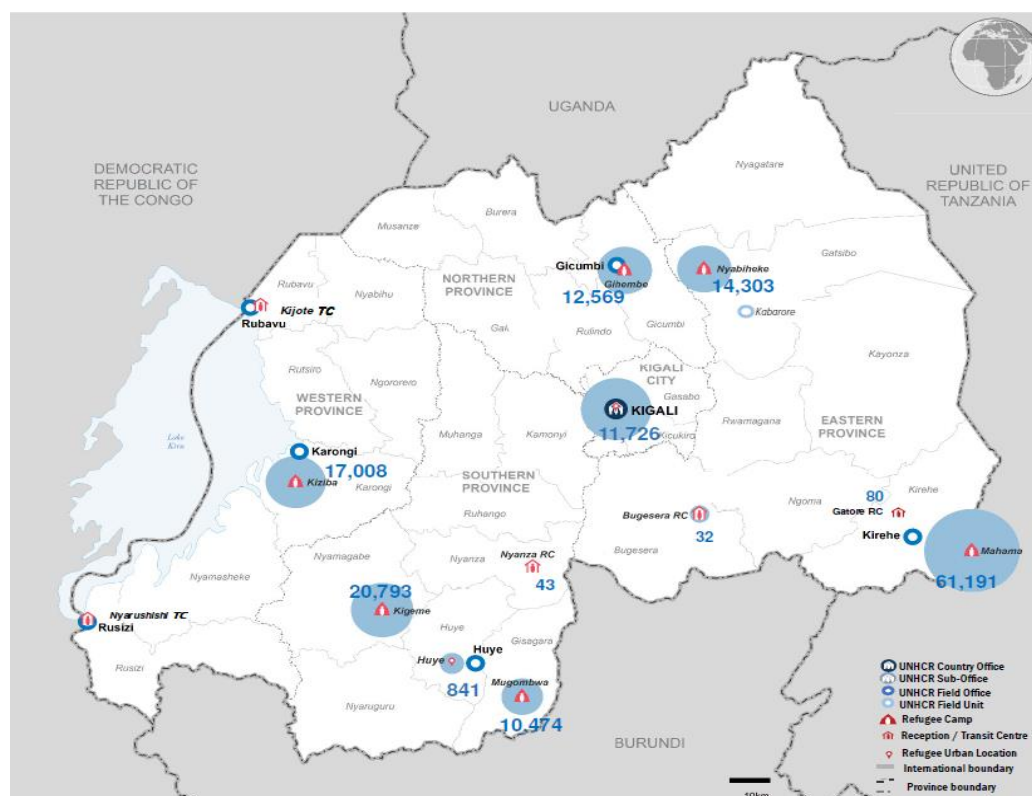 UGANDA
DEMOCRATIC
REPUBLIC OF
THE CONGO
UNITED
REPUBLIC OF
TANZANIA
Nyagatare
Burera
Musanze
Gatsibo
Gicumbi
Gihembe
12,569
Nyabiheke
14,303
NORTHERN
PROVINCE
Rubavu
Nyabihu
Kabarore
Kijote TC
Rubavu
Rulindo
Gicumbi
Kayonza
KIGALI
CITY
Gasabo
Rutsiro
Ngororero
WESTERN
PROVINCE
KIGALI
11,726
Kicukiro
Rwamagana
EASTERN
PROVINCE
Muhanga
Kamonyi
Lake
Kivu
Karongi
17,008
Kiziba
Karongi
SOUTHERN
PROVINCE
Ruhango
80
Gatore RC
Ngoma
Kirehe
Bugesera RC
32
Bugesera
Kirehe
Mahama
61,191
Nyamagabe
Nyanza
Nyanza RC
43
Nyamasheke
20,793
Kigeme
Nyarushishi TC
Rusizi
Huye
Gisagara
Huye
Huye
841
Rusizi
Mugombwa
10,474
Nyaruguru
BURUNDI
UNHCR Country Office
UNHCR Sub-Office
UNHCR Field Office
UNHCR Field Unit
Refugee Camp
Reception / Transit Centre
Refugee Urban Location
International boundary
Province boundary